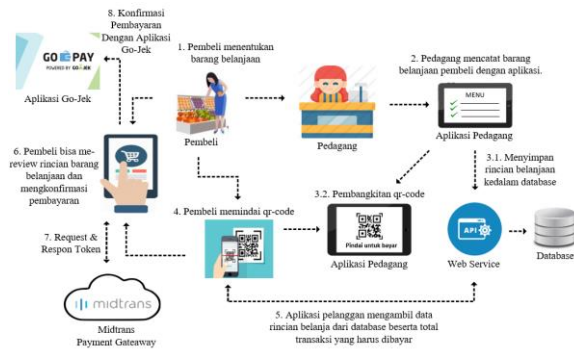 8. Konfirmasi
Pembayaran
Dengan Aplikasi
Go-Jek
GO PAY
POWERED BY GO-JEK
Aplikasi Go-Jek
1. Pembeli menentukan
barang belanjaan
Pembeli
Pedagang
2. Pedagang mencatat barang
belanjaan pembeli dengan aplikasi.
MENU
Aplikasi Pedagang
6. Pembeli bisa me-
review rincian barang
belanjaan dan
mengkonfirmasi
pembayaran
3.1. Menyimpan
rincian belanjaan
kedalam database
3.2. Pembangkitan qr-code
4. Pembeli memindai qr-code
Pindai untuk bayar
Aplikasi Pedagang
API
Web Service
Database
7. Request &
Respon Token
midtrans
Midtrans
Payment Gateaway
5. Aplikasi pelanggan mengambil data
rincian belanja dari database beserta total
transaksi yang harus dibayar